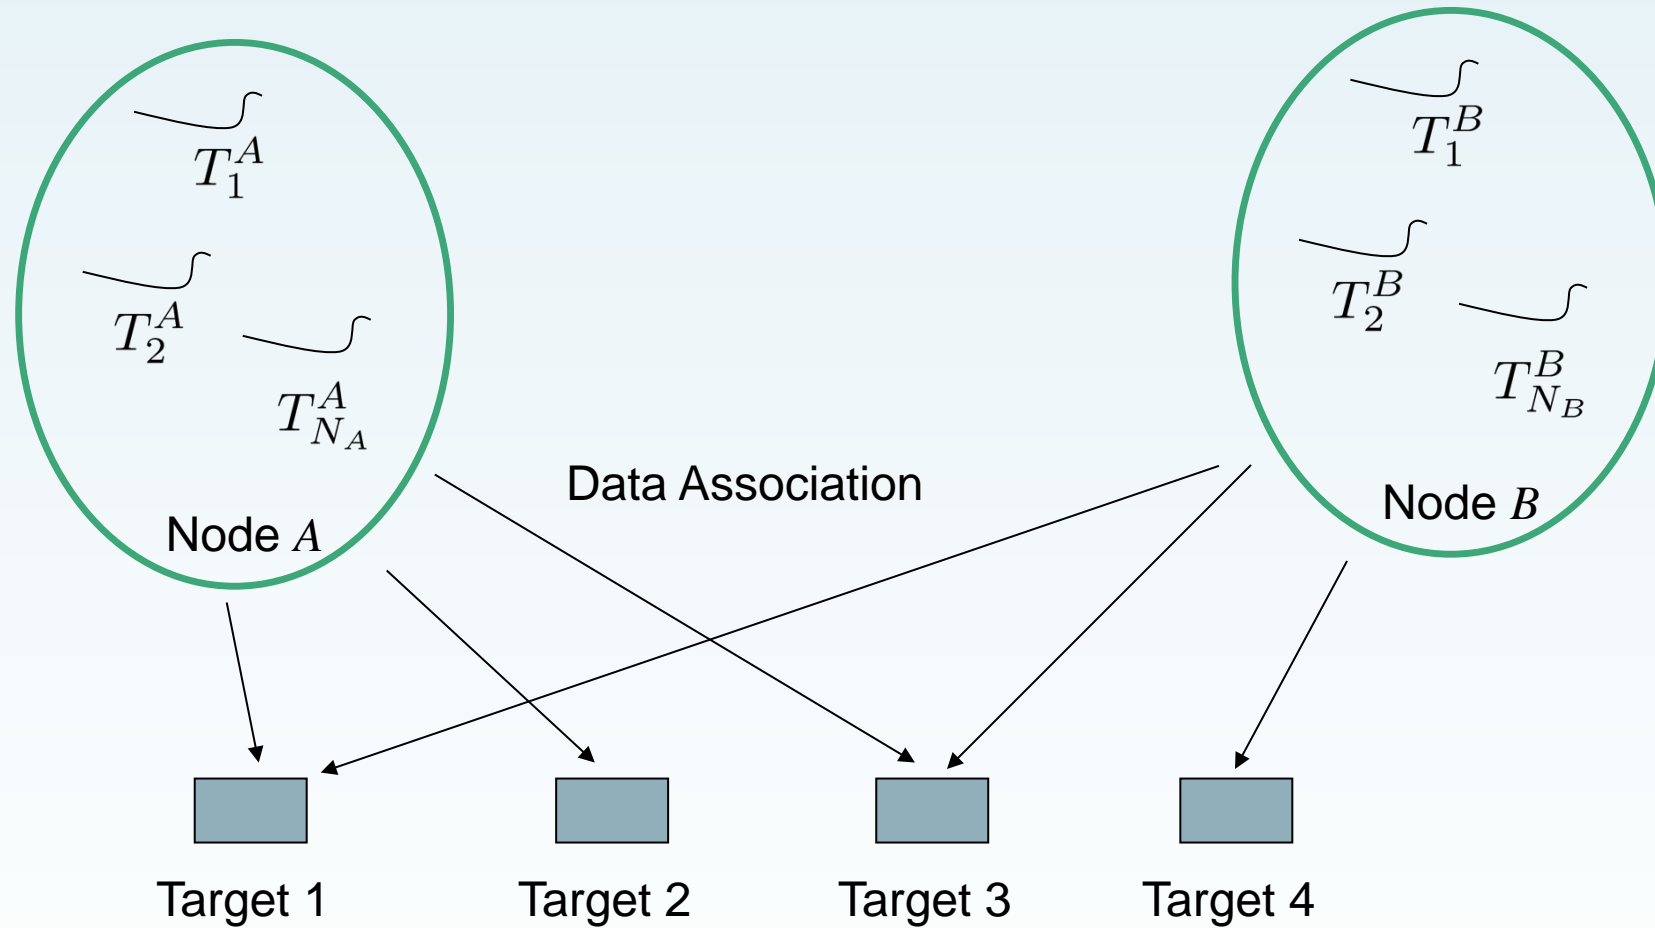 T_1^A
T_2^A
T_{N_A}^A
Node A
T_1^B
T_2^B
T_{N_B}^B
Node B
Data Association
Target 1
Target 2
Target 3
Target 4